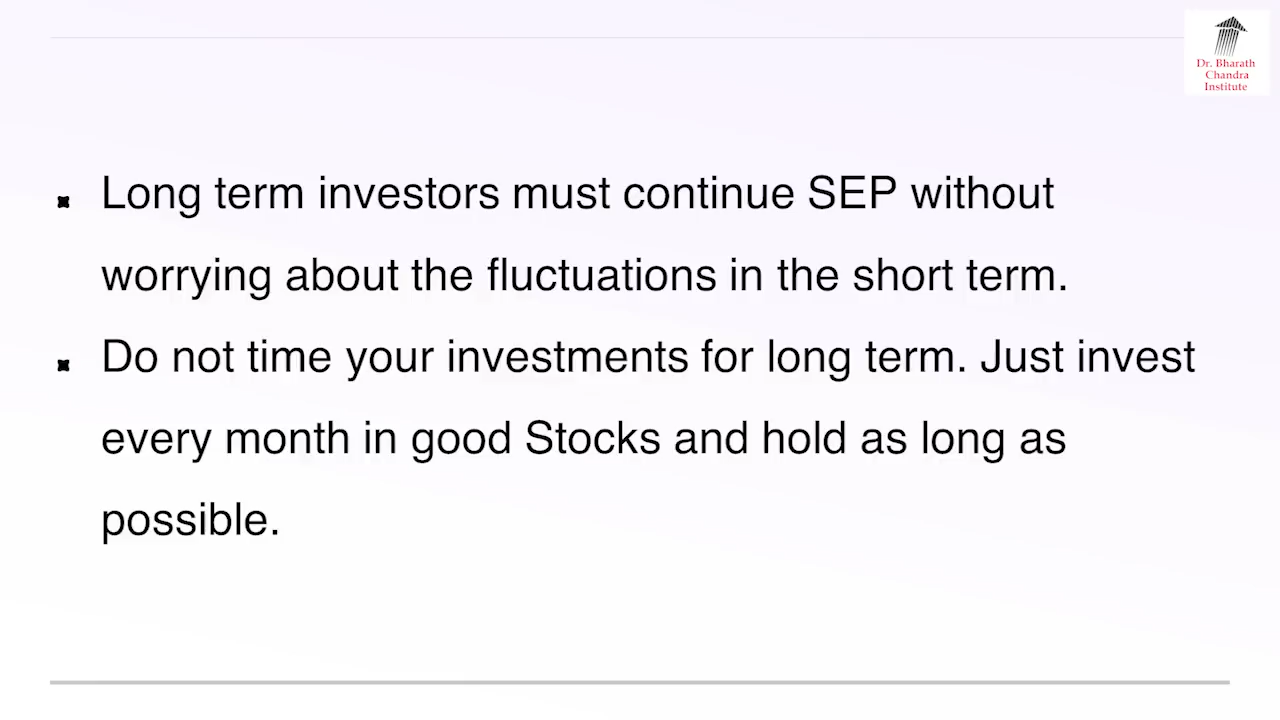 Dr. Bharath
Chandra
Institute
Long term investors must continue SEP without
worrying about the fluctuations in the short term.
Do not time your investments for long term. Just invest
every month in good Stocks and hold as long as
possible.